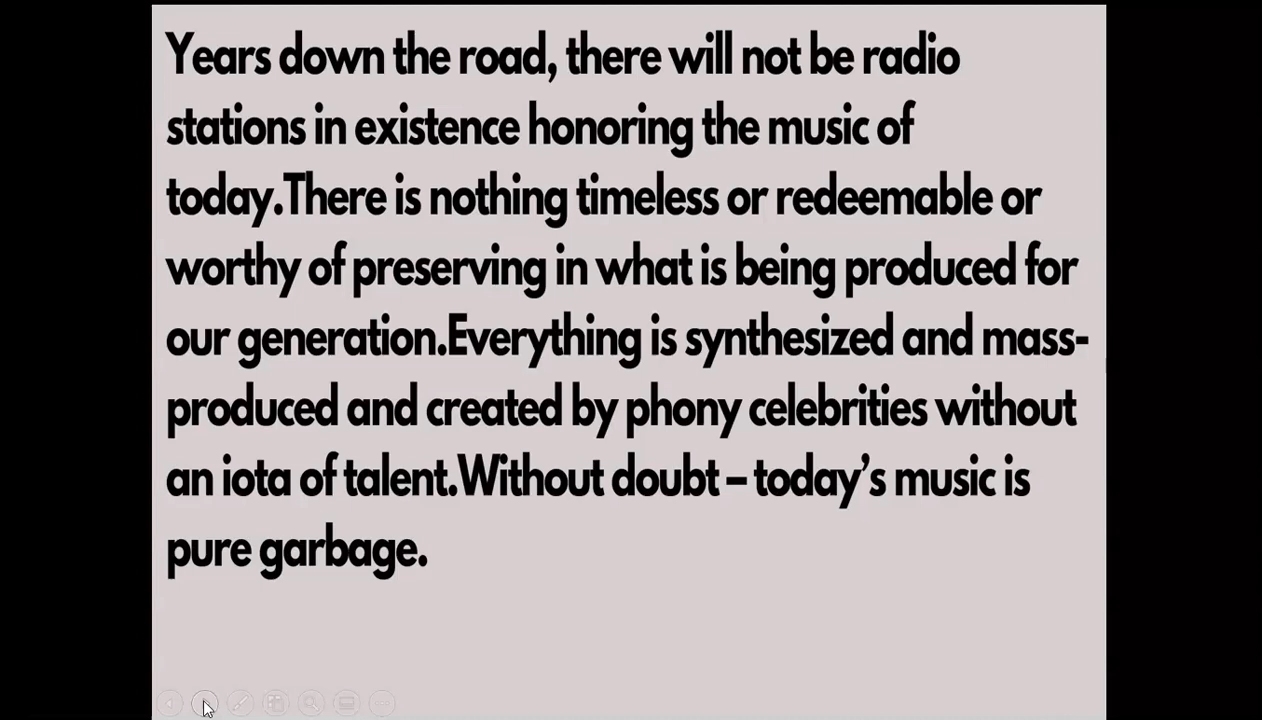 Years down the road, there will not be radio
stations in existence honoring the music of
today.There is nothing timeless or redeemable or
worthy of preserving in what is being produced for
our generation.Everything is synthesized and mass-
produced and created by phony celebrities without
an iota of talent.Without doubt – today’s music is
pure garbage.